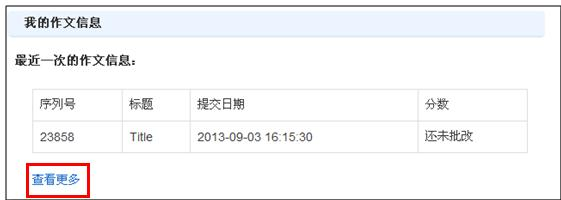 我的作文信息
最近一次的作文信息：
序列号 标题 提交日期 分数
23858 Title 2013-09-03 16:15:30 还未批改
查看更多